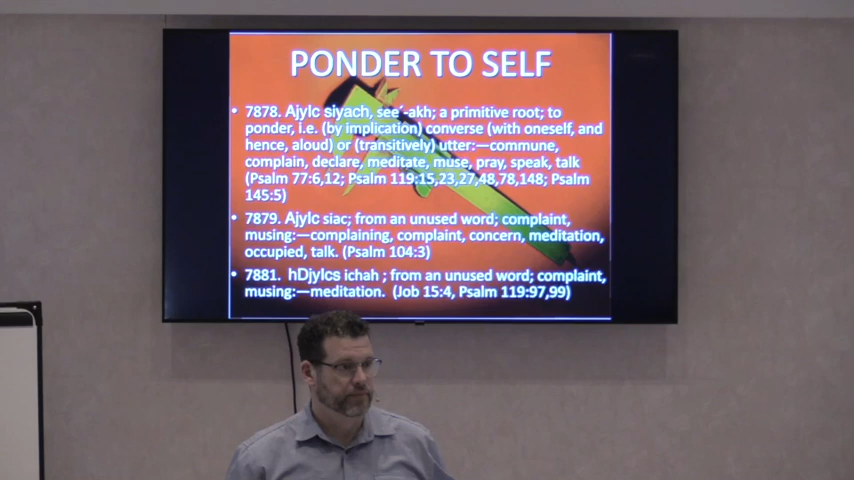 PONDER TO SELF
• 7878. Ajylc siyach, see´-akh; a primitive root; to
ponder, i.e. (by implication) converse (with oneself, and
hence, aloud) or (transitively) utter:—commune,
complain, declare, meditate, muse, pray, speak, talk
(Psalm 77:6,12; Psalm 119:15,23,27,48,78,148; Psalm
145:5)
• 7879. Ajylc siac; from an unused word; complaint,
musing:—complaining, complaint, concern, meditation,
occupied, talk. (Psalm 104:3)
• 7881. hDjylcs ichah ; from an unused word; complaint,
musing:—meditation. (Job 15:4, Psalm 119:97,99)